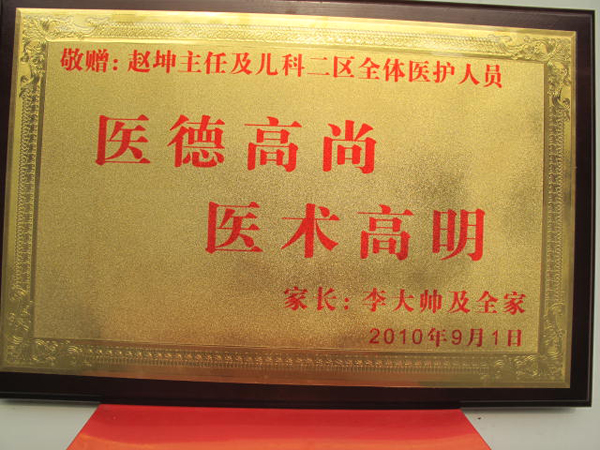 敬赠：赵坤主任及儿科二区全体医护人员
医德高尚
医术高明
家长：李大帅及全家
2010年9月1日